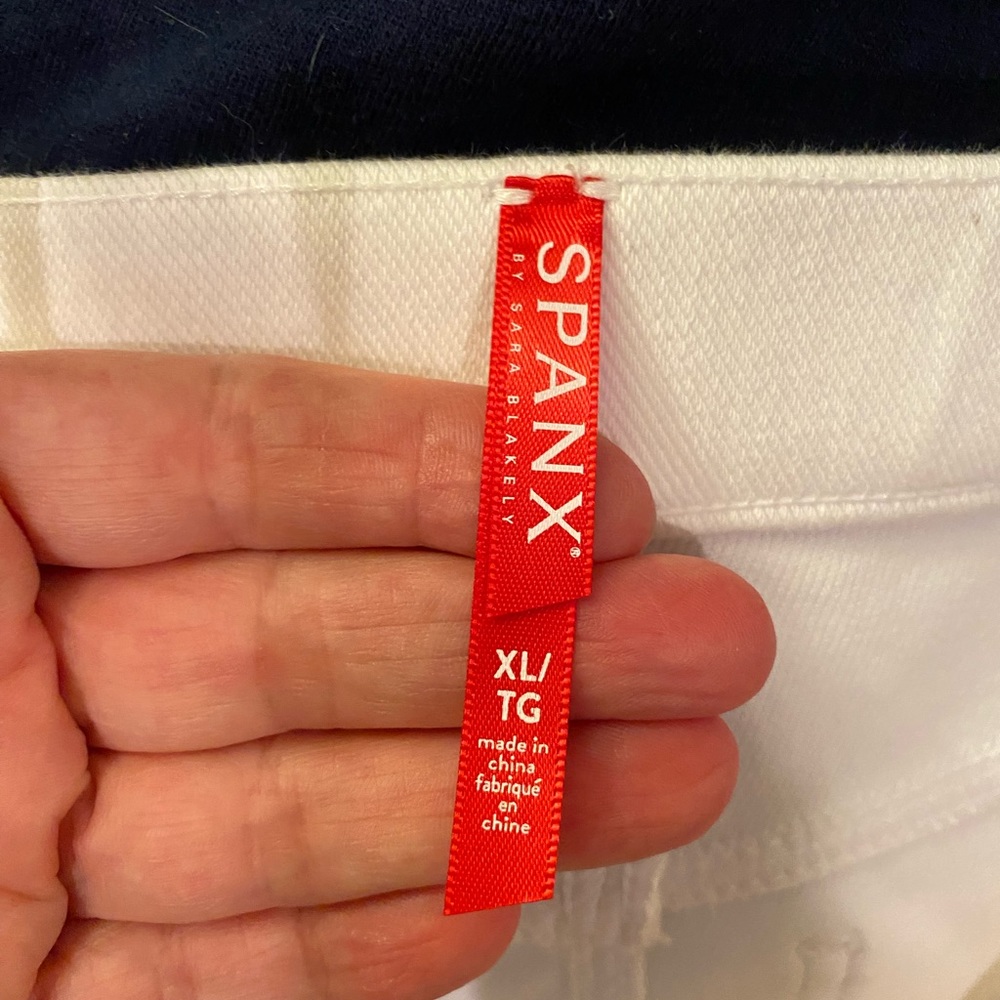 SPANX®
BY SARA BLAKELY
XL/
TG
made in
china
fabriqué
en
chine